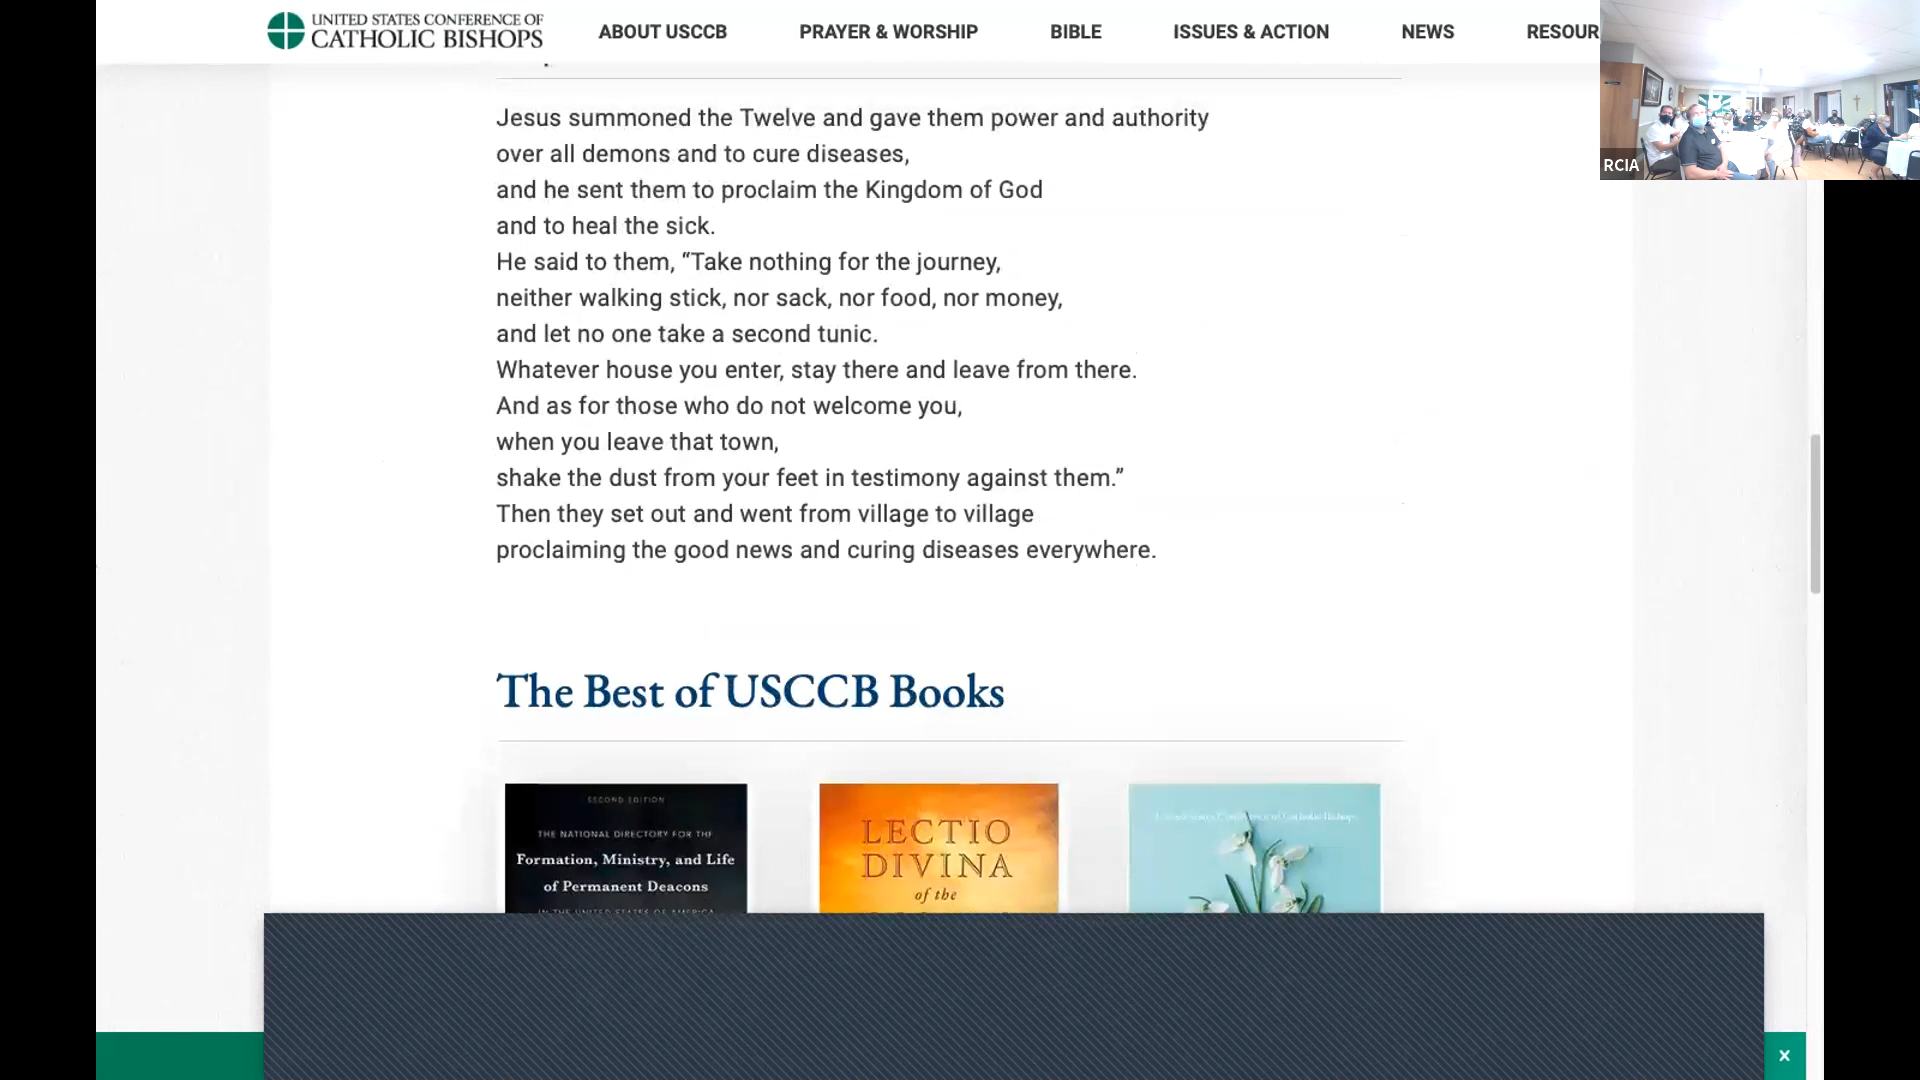 UNITED STATES CONFERENCE OF
CATHOLIC BISHOPS
ABOUT USCCB
PRAYER & WORSHIP
BIBLE
ISSUES & ACTION
NEWS
RESOUR
RCIA
Jesus summoned the Twelve and gave them power and authority
over all demons and to cure diseases,
and he sent them to proclaim the Kingdom of God
and to heal the sick.
He said to them, “Take nothing for the journey,
neither walking stick, nor sack, nor food, nor money,
and let no one take a second tunic.
Whatever house you enter, stay there and leave from there.
And as for those who do not welcome you,
when you leave that town,
shake the dust from your feet in testimony against them.”
Then they set out and went from village to village
proclaiming the good news and curing diseases everywhere.
The Best of USCCB Books
SECOND EDITION
THE NATIONAL DIRECTORY FOR THE
Formation, Ministry, and Life
of Permanent Deacons
IN THE UNITED STATES OF AMERICA
LECTIO
DIVINA
of the
United States Conference of Catholic Bishops
x